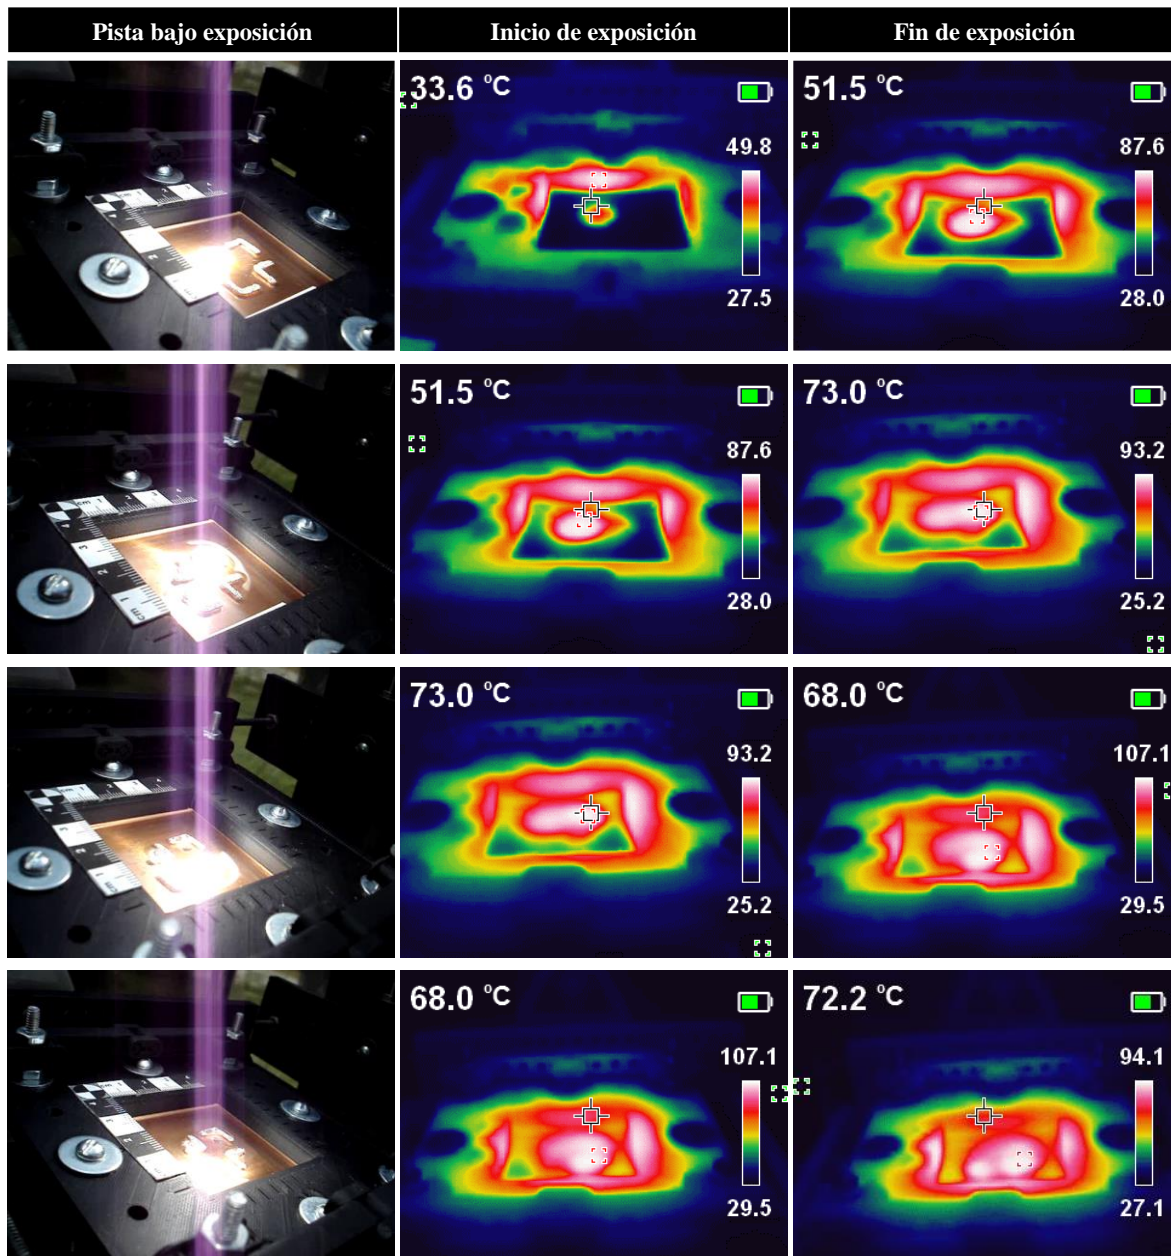 Pista bajo exposición
Inicio de exposición
Fin de exposición
33.6 °C
49.8
27.5
51.5 °C
87.6
28.0
51.5 °C
87.6
28.0
73.0 °C
93.2
25.2
73.0 °C
93.2
25.2
68.0 °C
107.1
29.5
68.0 °C
107.1
29.5
72.2 °C
94.1
27.1